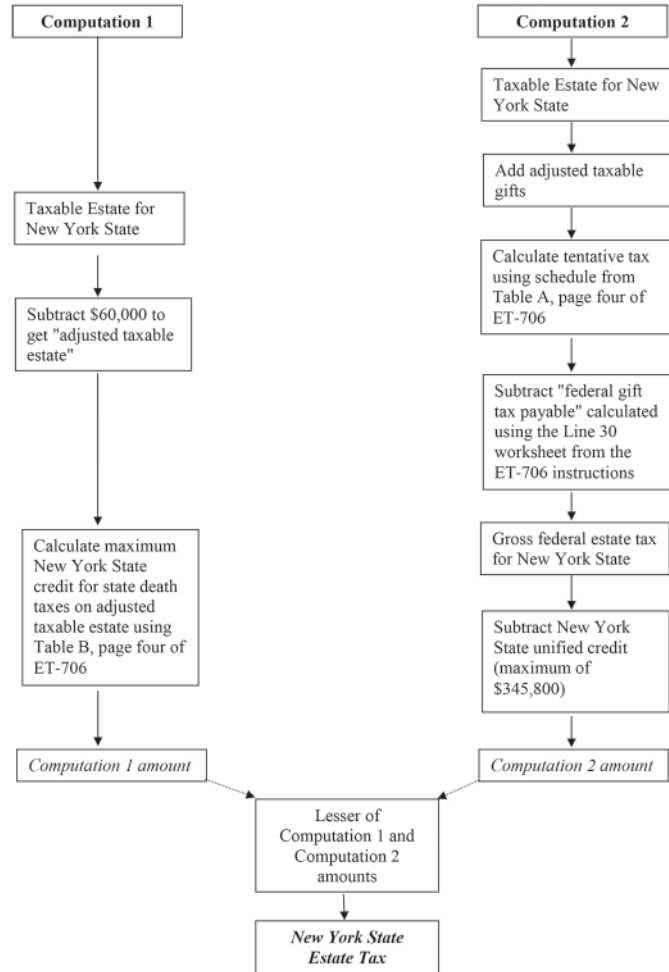 Computation 1
Taxable Estate for
New York State
Subtract $60,000 to
get "adjusted taxable
estate"
Calculate maximum
New York State
credit for state death
taxes on adjusted
taxable estate using
Table B, page four of
ET-706
Computation 1 amount
Computation 2
Taxable Estate for New
York State
Add adjusted taxable
gifts
Calculate tentative tax
using schedule from
Table A, page four of
ET-706
Subtract "federal gift
tax payable" calculated
using the Line 30
worksheet from the
ET-706 instructions
Gross federal estate tax
for New York State
Subtract New York
State unified credit
(maximum of
$345,800)
Computation 2 amount
Lesser of
Computation 1 and
Computation 2
amounts
New York State
Estate Tax